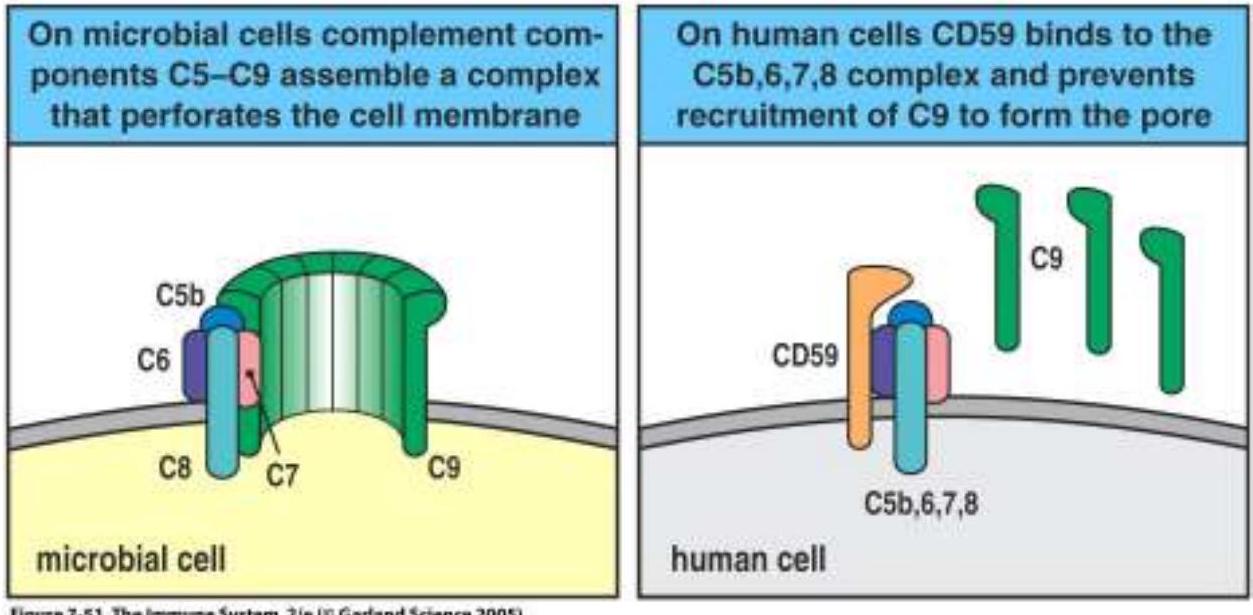 On microbial cells complement com-
ponents C5–C9 assemble a complex
that perforates the cell membrane
C5b
C6
C8
C7
C9
microbial cell
On human cells CD59 binds to the
C5b,6,7,8 complex and prevents
recruitment of C9 to form the pore
C9
CD59
C5b,6,7,8
human cell
Figure 7-51 The Immune System, 2/e (© Garland Science 2005)